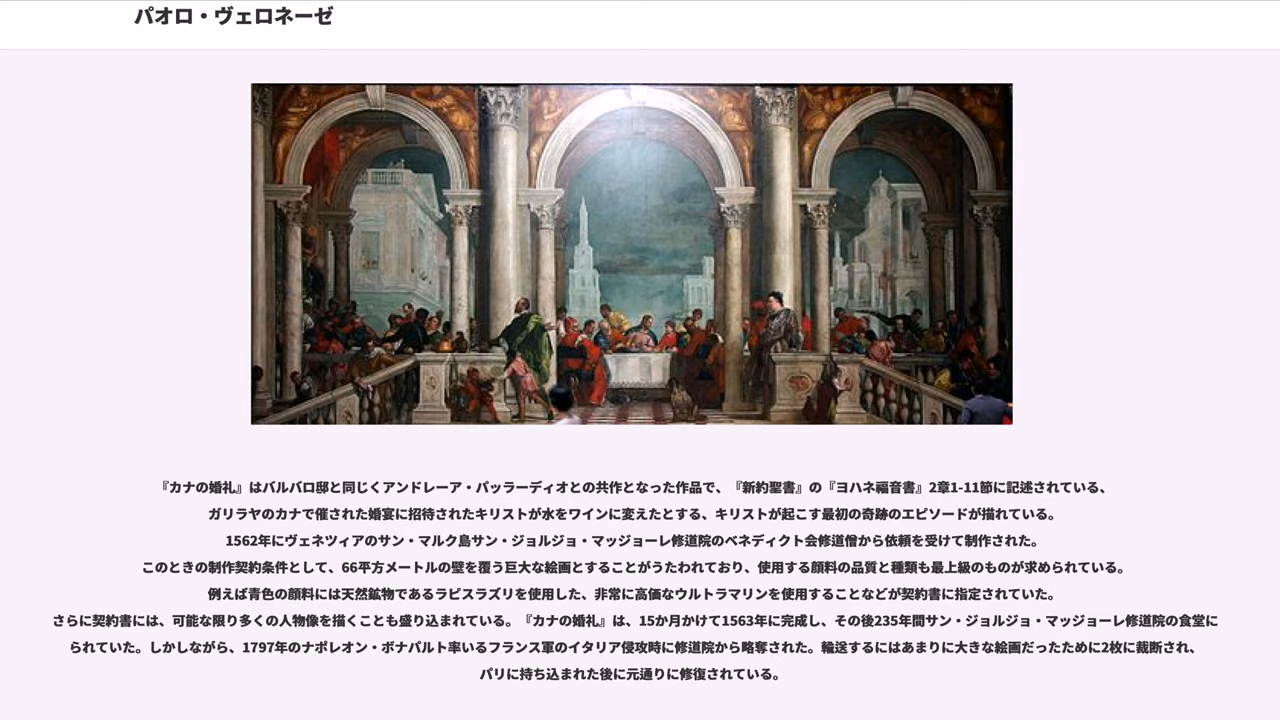 パオロ・ヴェロネーゼ
『カナの婚礼』はバルバロ邸と同じくアンドレーア・パッラーディオとの共作となった作品で、『新約聖書』の『ヨハネ福音書』2章1-11節に記述されている、
ガリラヤのカナで催された婚宴に招待されたキリストが水をワインに変えたとする、キリストが起こす最初の奇跡のエピソードが描れている。
1562年にヴェネツィアのサン・マルク島サン・ジョルジョ・マッジョーレ修道院のベネディクト会修道僧から依頼を受けて制作された。
このときの制作契約条件として、66平方メートルの壁を覆う巨大な絵画とすることがうたわれており、使用する顔料の品質と種類も最上級のものが求められている。
例えば青色の顔料には天然鉱物であるラピスラズリを使用した、非常に高価なウルトラマリンを使用することなどが契約書に指定されていた。
さらに契約書には、可能な限り多くの人物像を描くことも盛り込まれている。『カナの婚礼』は、15か月かけて1563年に完成し、その後235年間サン・ジョルジョ・マッジョーレ修道院の食堂に
られていた。しかしながら、1797年のナポレオン・ボナパルト率いるフランス軍のイタリア侵攻時に修道院から略奪された。輪送するにはあまりに大きな絵画だったために2枚に裁断され、
パリに持ち込まれた後に元通りに修復されている。